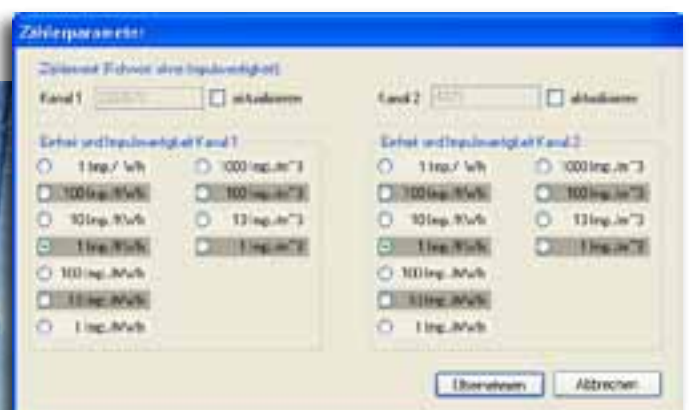 Zählerparameter
Zählerwert (Rohwert ohne Impulswertigkeit)
Kanal 1
aktualisieren
Kanal 2
aktualisieren
Einheit und Impulswertigkeit Kanal 1
1 Imp./ Wh
1000 Imp./m^3
100 Imp./KWh
100 Imp./m^3
10 Imp./KWh
10 Imp./m^3
1 Imp./KWh
1 Imp./m^3
100 Imp./MWh
10 Imp./MWh
1 Imp./MWh
Einheit und Impulswertigkeit Kanal 2
1 Imp./ Wh
1000 Imp./m^3
100 Imp./KWh
100 Imp./m^3
10 Imp./KWh
10 Imp./m^3
1 Imp./KWh
1 Imp./m^3
100 Imp./MWh
10 Imp./MWh
1 Imp./MWh
Übernehmen
Abbrechen